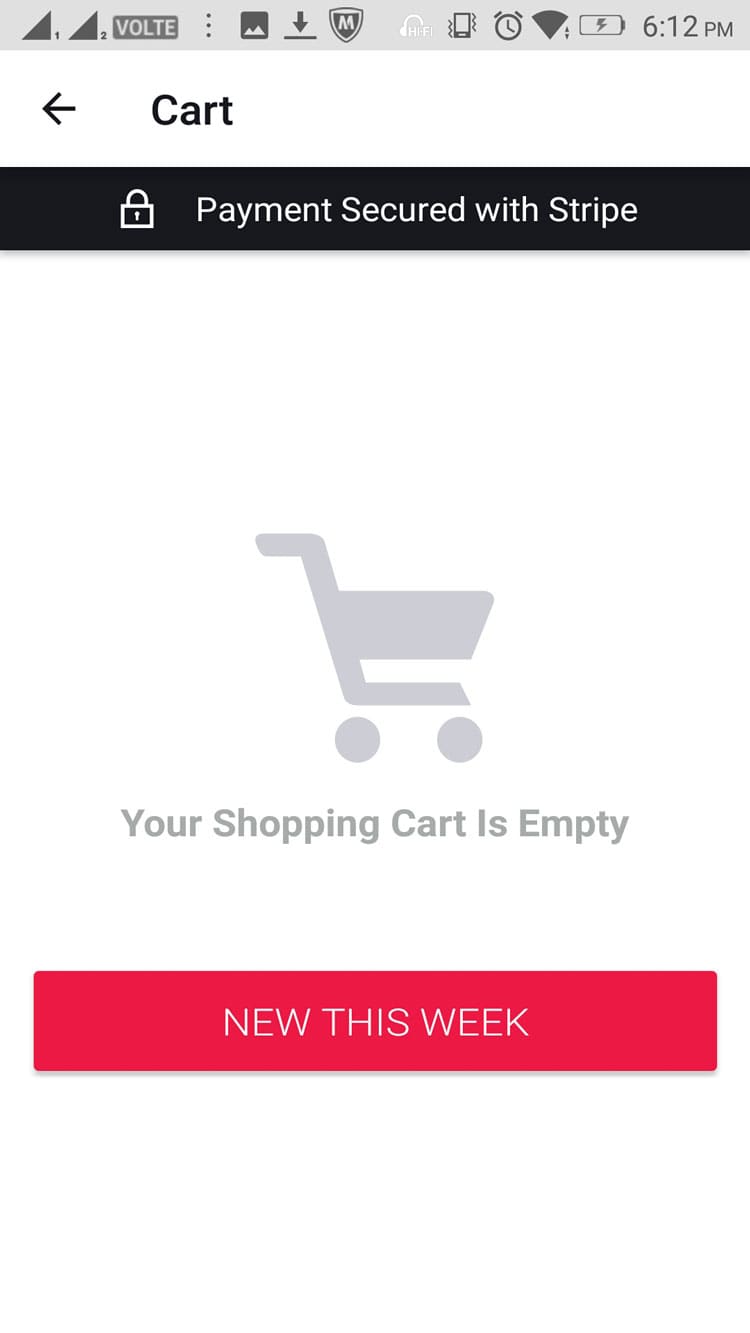 1 2 VOLTE M HI-FI 6:12 PM
Cart
Payment Secured with Stripe
Your Shopping Cart Is Empty
NEW THIS WEEK